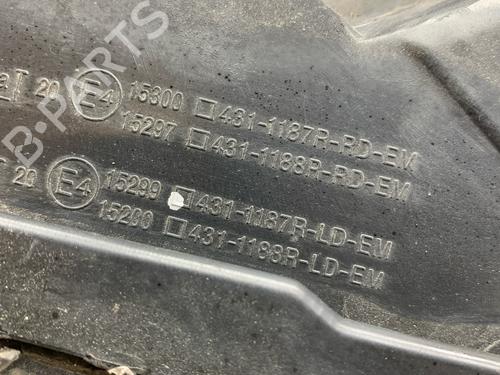 20 E4 15300 □431-1187R-RD-EM
15297 □431-1188R-RD-EM
20 E4 15299 □431-1187R-LD-EM
15200 □431-1188R-LD-EM
B-PARTS